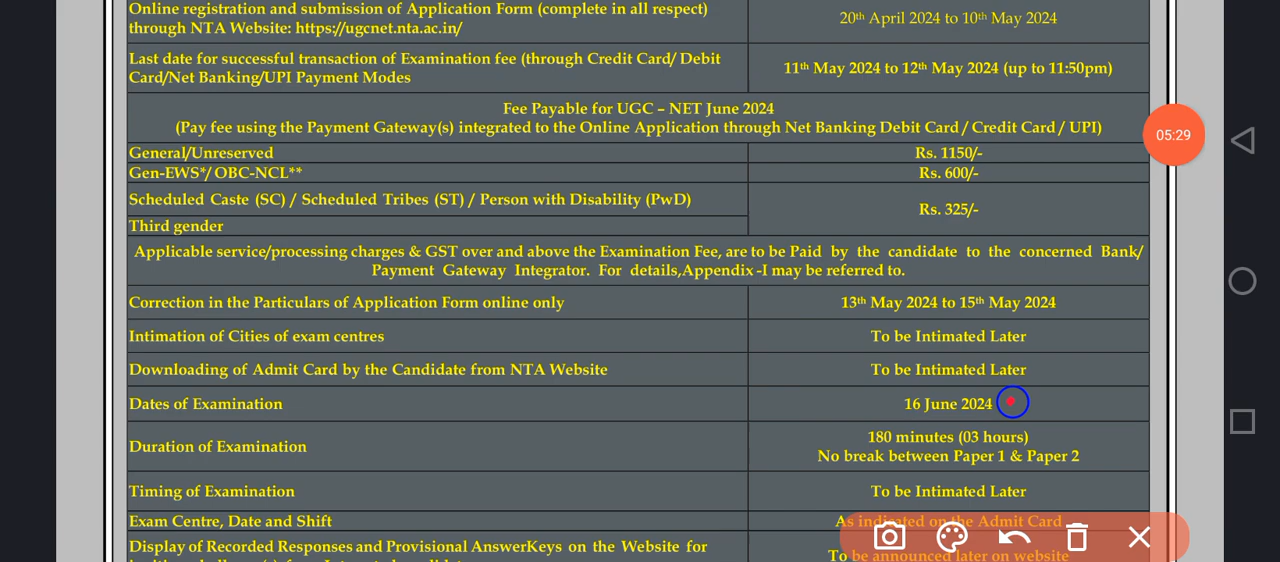 Online registration and submission of Application Form (complete in all respect)
through NTA Website: https://ugcnet.nta.ac.in/
20th April 2024 to 10th May 2024
Last date for successful transaction of Examination fee (through Credit Card/ Debit
Card/Net Banking/UPI Payment Modes
11th May 2024 to 12th May 2024 (up to 11:50pm)
Fee Payable for UGC – NET June 2024
(Pay fee using the Payment Gateway(s) integrated to the Online Application through Net Banking Debit Card / Credit Card / UPI)
05:29
General/Unreserved
Rs. 1150/-
Gen-EWS*/ OBC-NCL**
Rs. 600/-
Scheduled Caste (SC) / Scheduled Tribes (ST) / Person with Disability (PwD)
Rs. 325/-
Third gender
Applicable service/processing charges & GST over and above the Examination Fee, are to be Paid by the candidate to the concerned Bank/
Payment Gateway Integrator. For details,Appendix -I may be referred to.
Correction in the Particulars of Application Form online only
13th May 2024 to 15th May 2024
Intimation of Cities of exam centres
To be Intimated Later
Downloading of Admit Card by the Candidate from NTA Website
To be Intimated Later
Dates of Examination
16 June 2024
Duration of Examination
180 minutes (03 hours)
No break between Paper 1 & Paper 2
Timing of Examination
To be Intimated Later
Exam Centre, Date and Shift
As indicated on the Admit Card
Display of Recorded Responses and Provisional AnswerKeys on the Website for
To be announced later on website